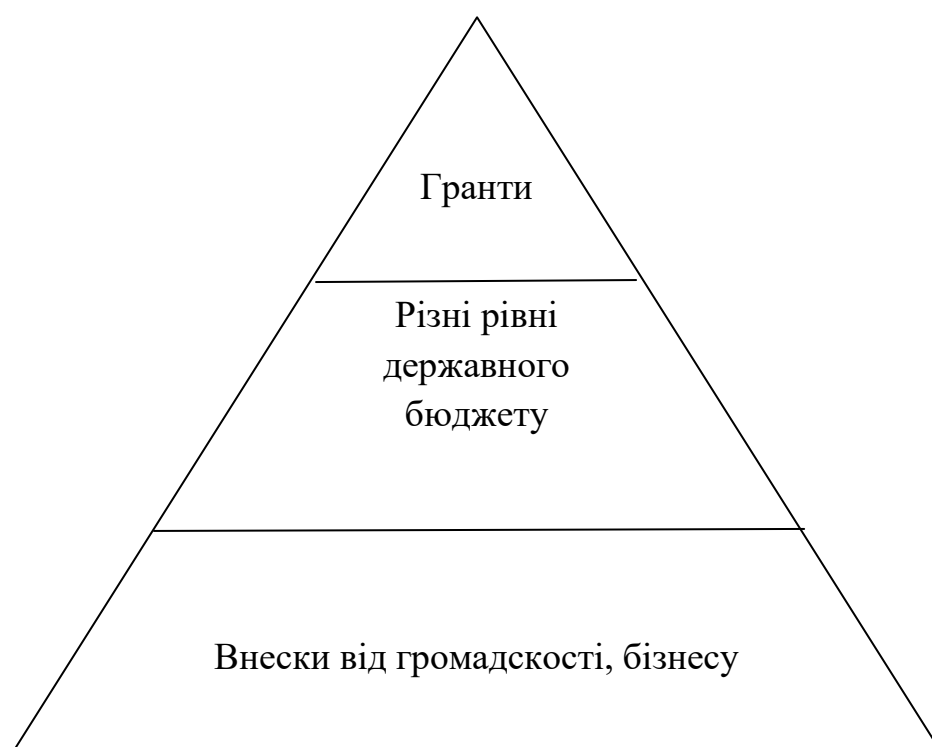 Гранти
Різні рівні
державного
бюджету
Внески від громадскості, бізнесу